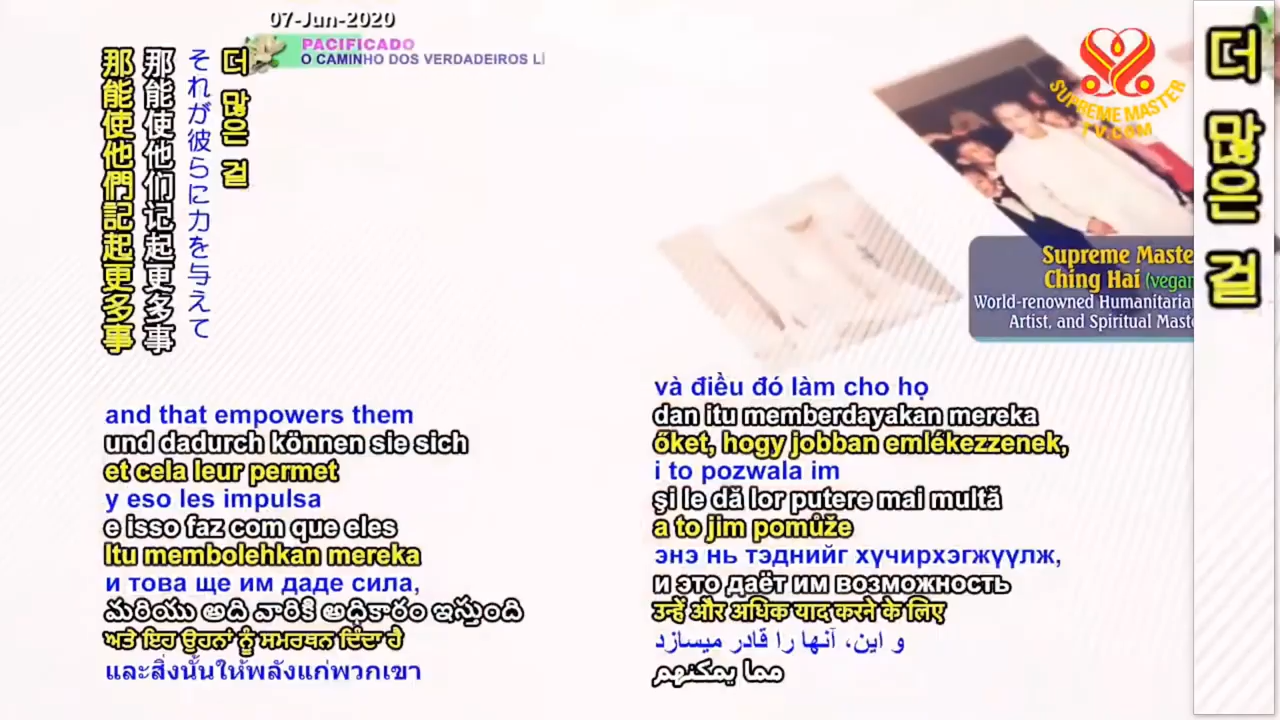 07-Jun-2020
PACIFICADO
O CAMINHO DOS VERDADEIROS LÍ
더 많은 걸
それが彼らに力を与えて
那能使他们记起更多事
那能使他們記起更多事
SUPREME MASTER
TV.COM
더 많은 걸
Supreme Maste
Ching Hai (vegan
World-renowned Humanitarian
Artist, and Spiritual Maste
and that empowers them
und dadurch können sie sich
et cela leur permet
y eso les impulsa
e isso faz com que eles
Itu membolehkan mereka
и това ще им даде сила,
మరియు అది వారికి అధికారం ఇస్తుంది
ਅਤੇ ਇਹ ਉਹਨਾਂ ਨੂੰ ਸਮਰਥਨ ਦਿੰਦਾ ਹੈ
และสิ่งนั้นให้พลังแก่พวกเขา
và điều đó làm cho họ
dan itu memberdayakan mereka
őket, hogy jobban emlékezzenek,
i to pozwala im
şi le dă lor putere mai multă
a to jim pomůže
энэ нь тэднийг хүчирхэгжүүлж,
и это даёт им возможность
उन्हें और अधिक याद करने के लिए
و این، آنها را قادر میسازد
مما يمكنهم